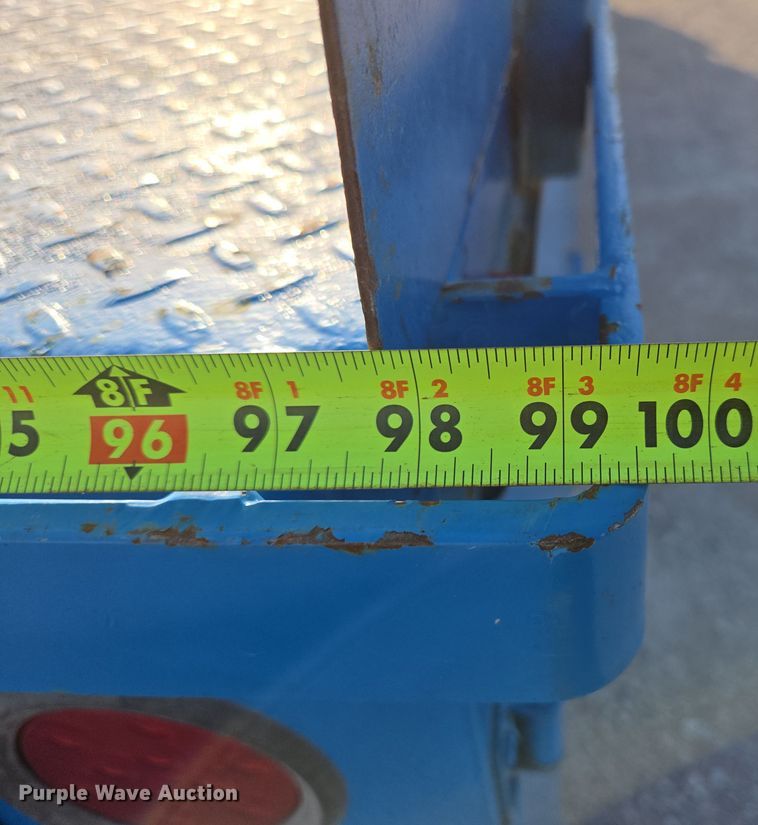 11 8F 8F 1 8F 2 8F 3 8F 4
5 96 97 98 99 100
Purple Wave Auction